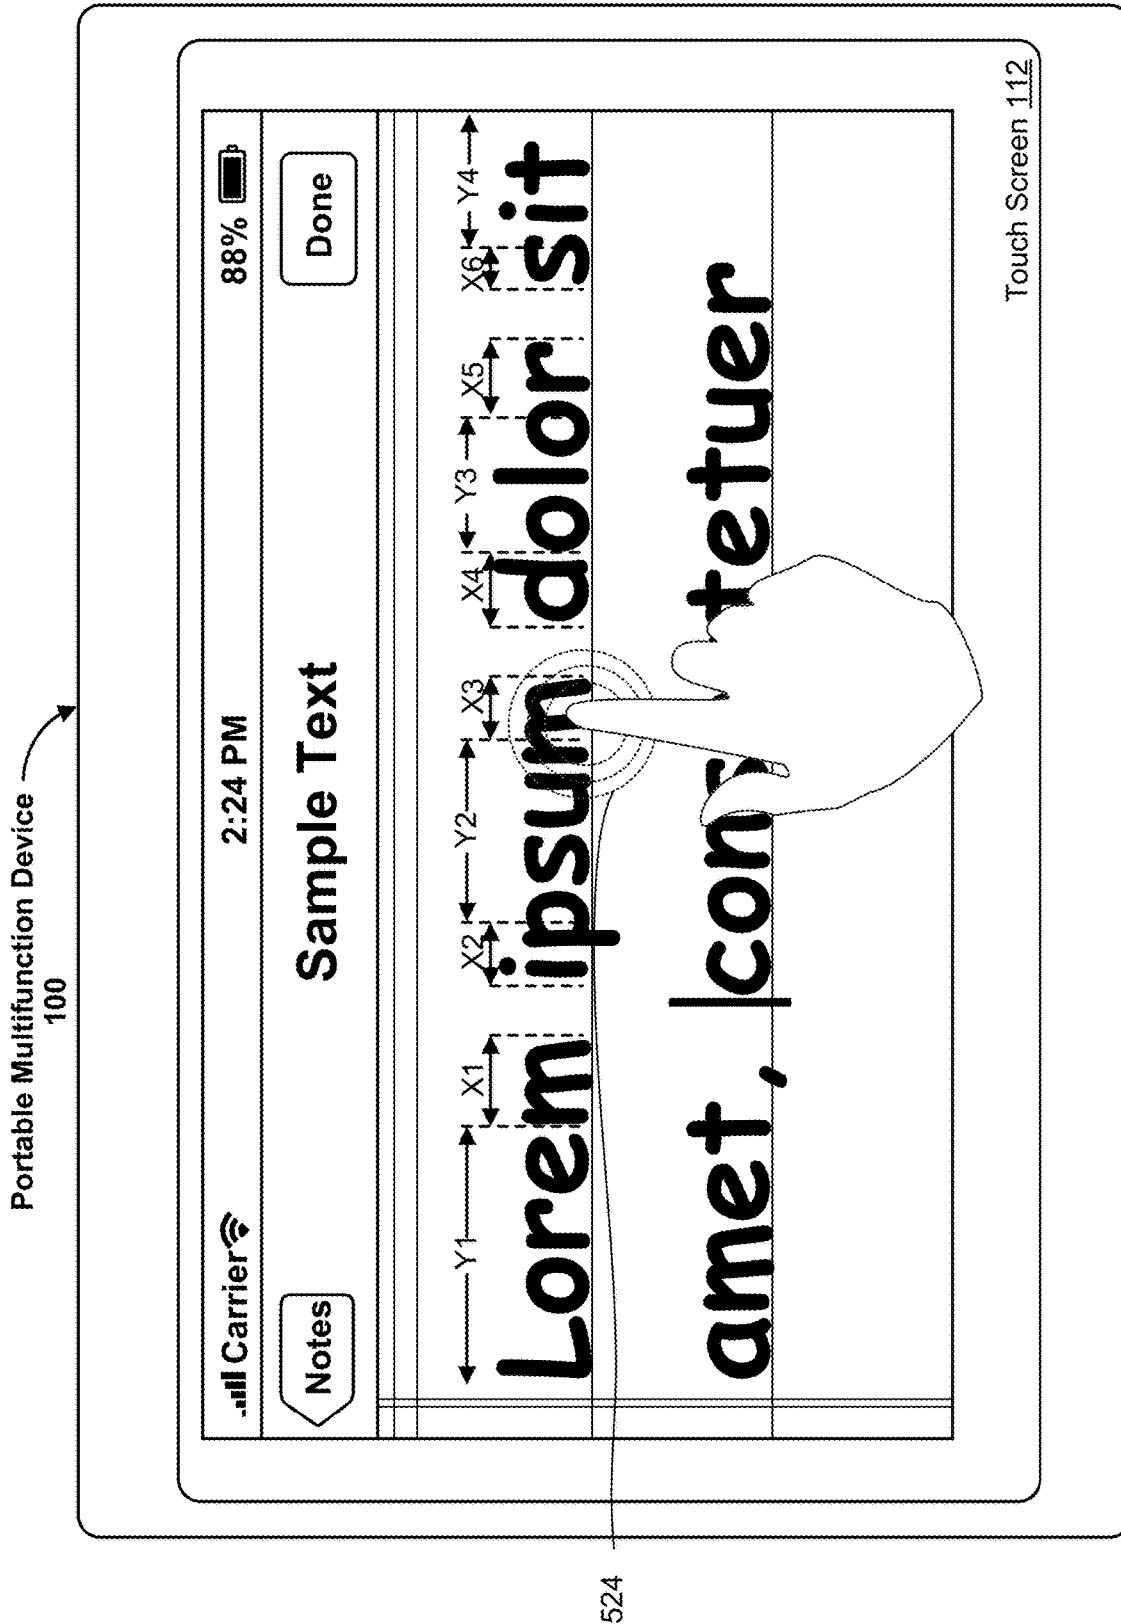 Portable Multifunction Device
100
Carrier 2:24 PM 88%
Notes Sample Text Done
Y1 X1 X2 Y2 X3 X4 Y3 X5 X6 Y4
Lorem ipsum dolor sit
amet, con tetuer
Touch Screen 112
524